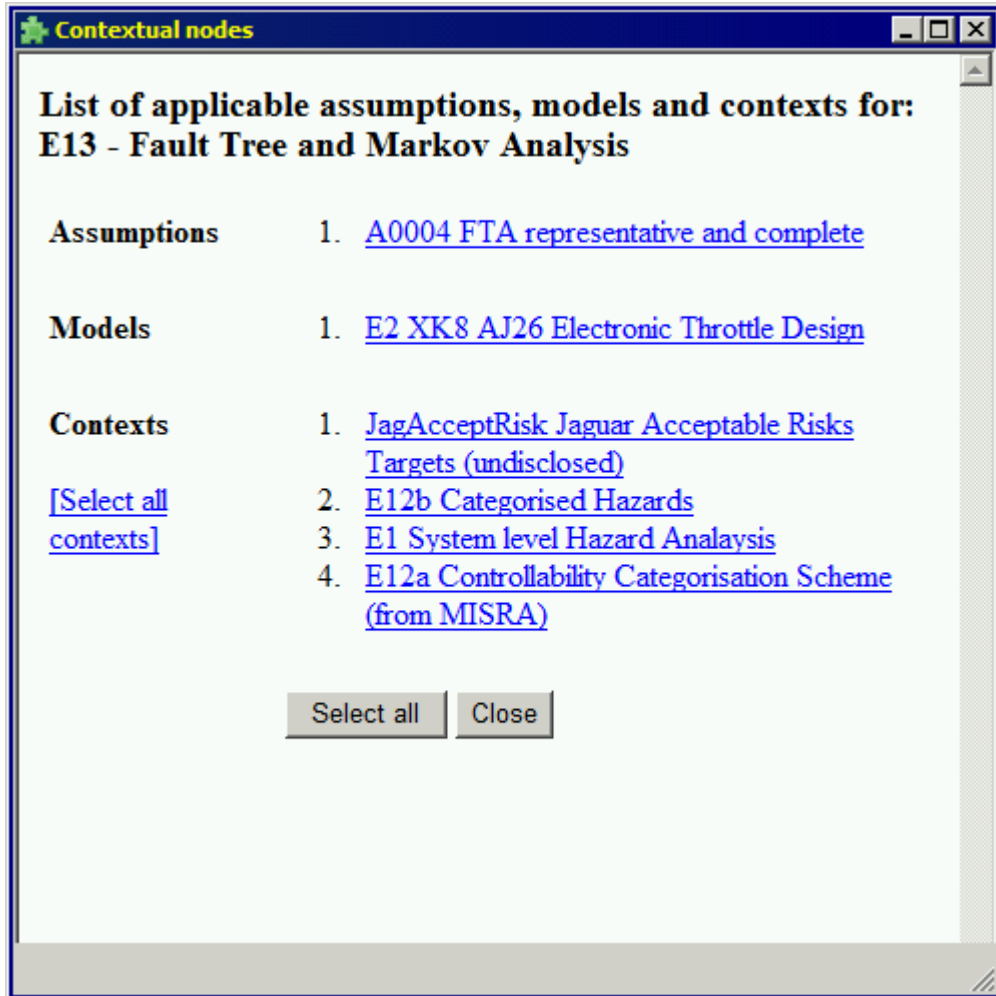 Contextual nodes
List of applicable assumptions, models and contexts for:
E13 - Fault Tree and Markov Analysis
Assumptions
1. A0004 FTA representative and complete
Models
1. E2 XK8 AJ26 Electronic Throttle Design
Contexts
[Select all
contexts]
1. JagAcceptRisk Jaguar Acceptable Risks
Targets (undisclosed)
2. E12b Categorised Hazards
3. E1 System level Hazard Analaysis
4. E12a Controllability Categorisation Scheme
(from MISRA)
Select all
Close